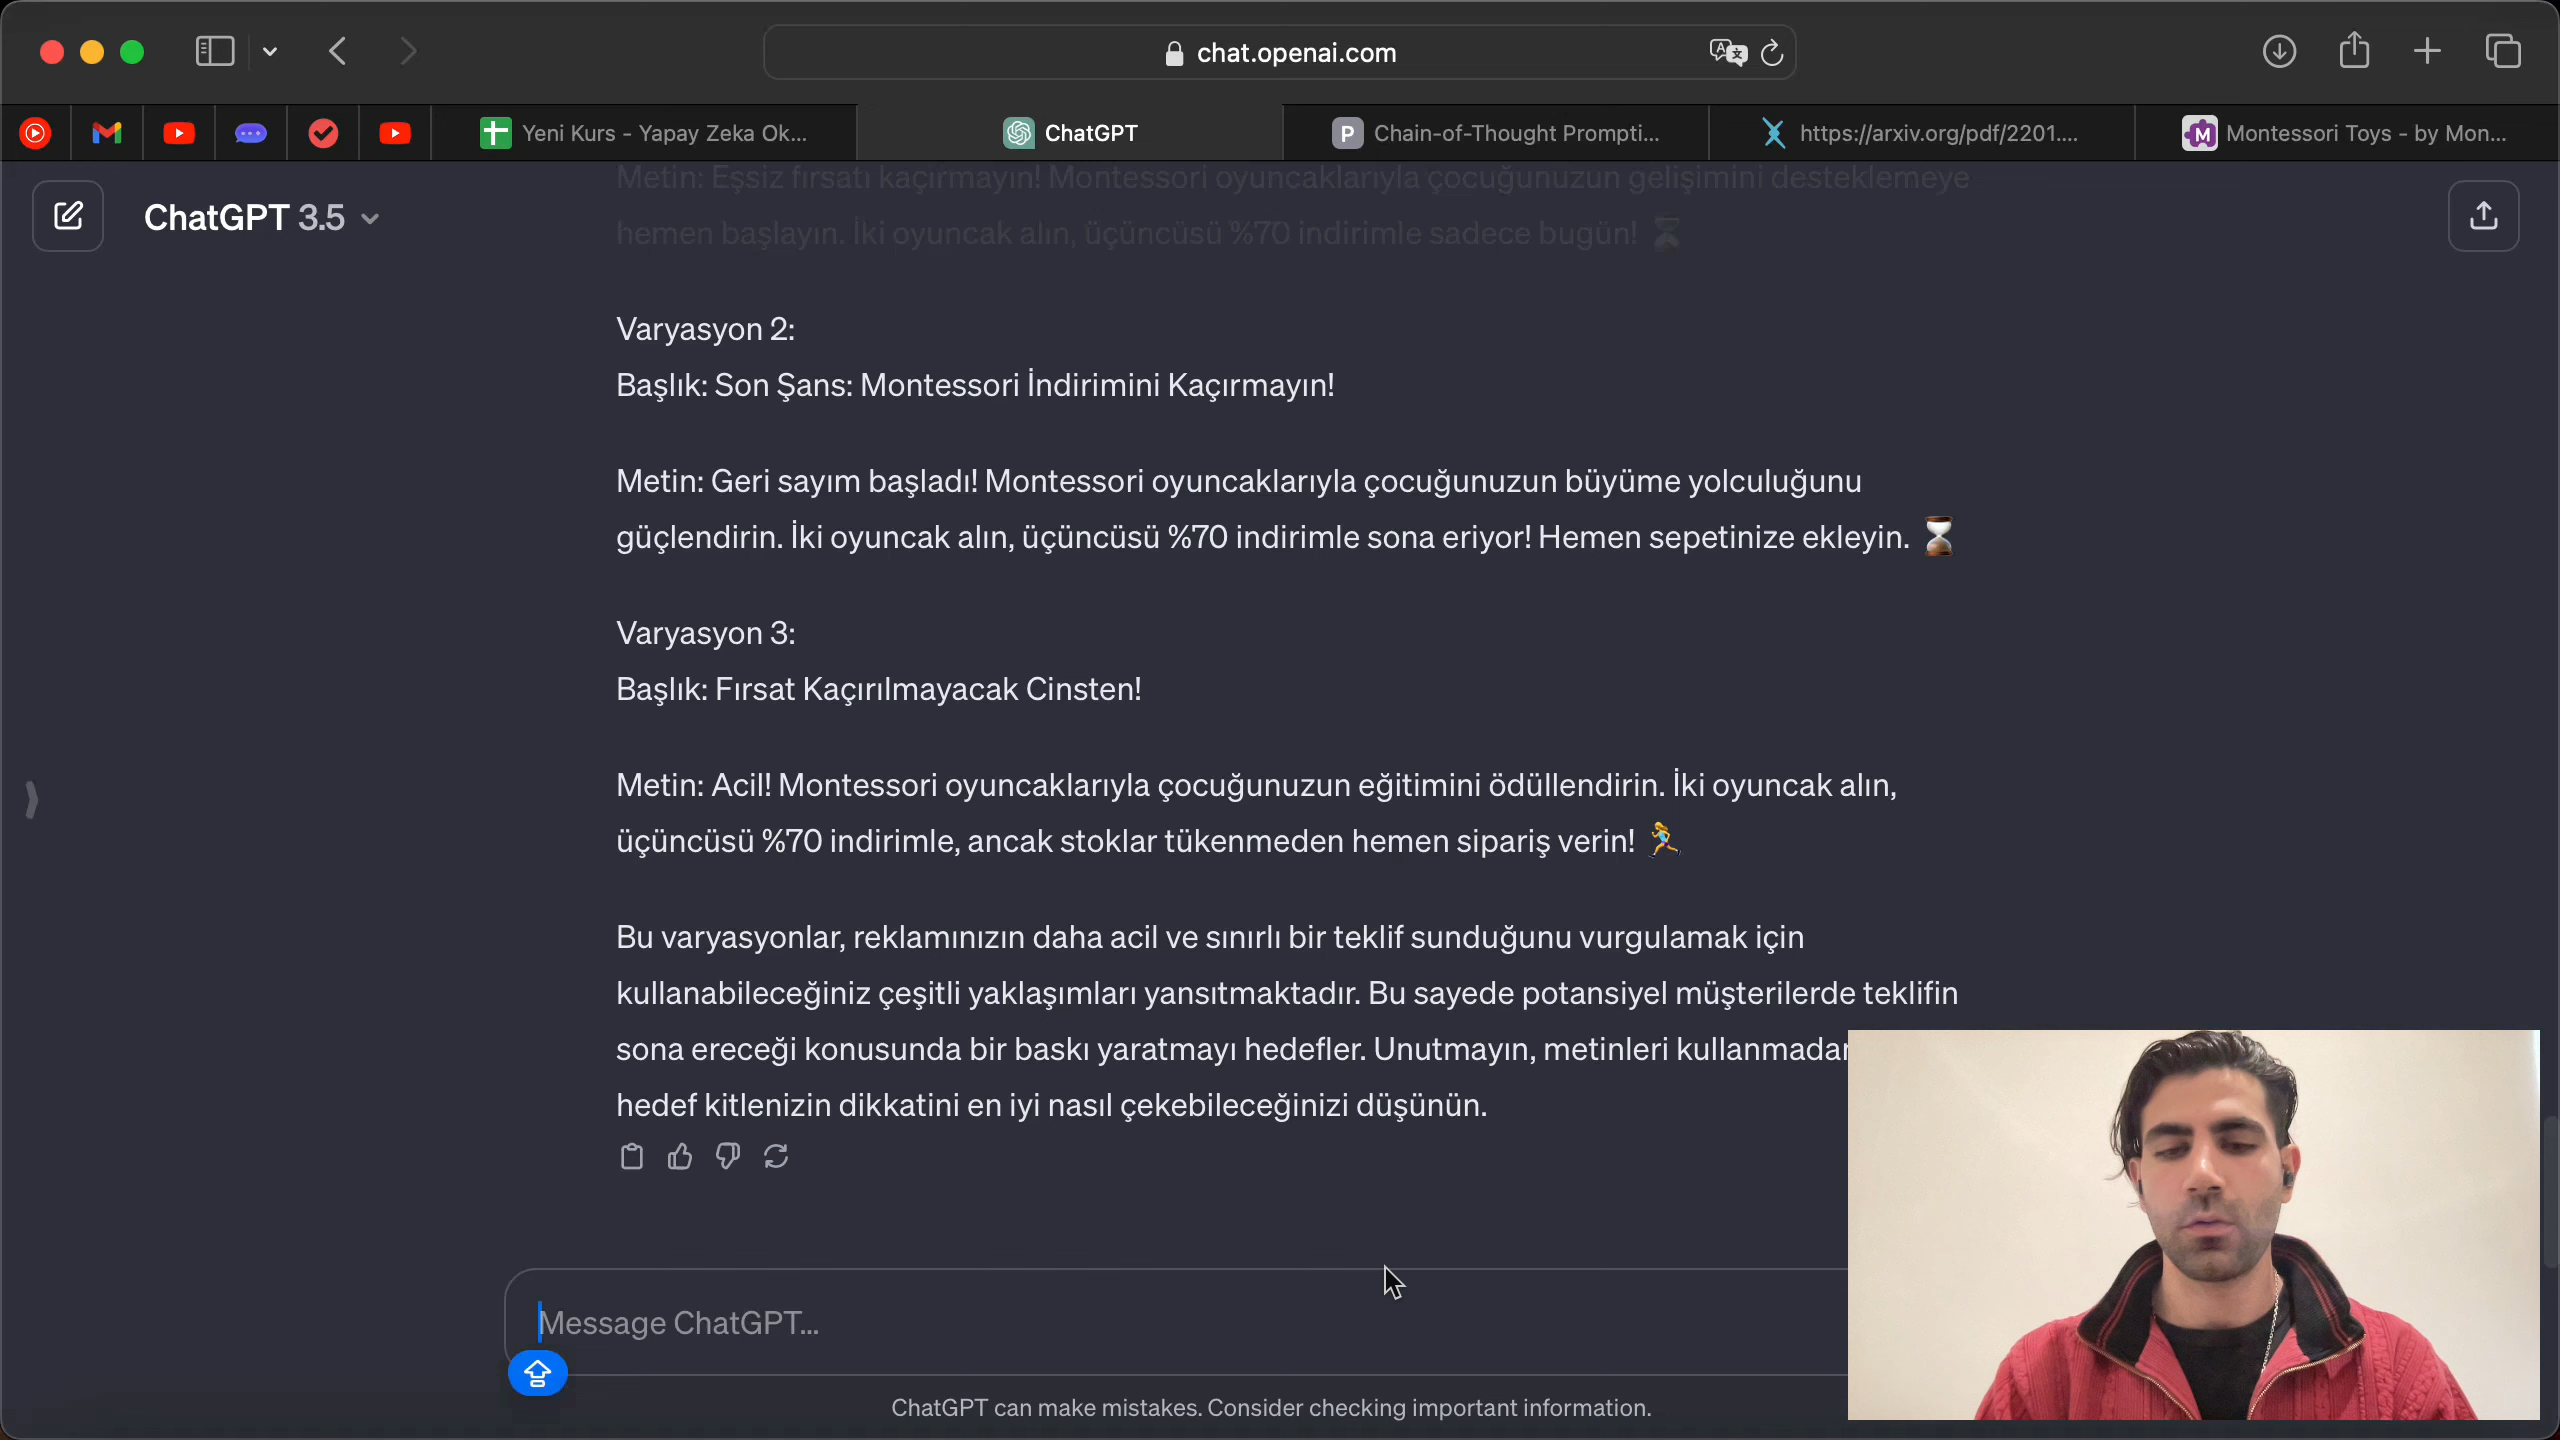 chat.openai.com
Yeni Kurs - Yapay Zeka Ok...
ChatGPT
P
Chain-of-Thought Prompti...
https://arxiv.org/pdf/2201....
M
Montessori Toys - by Mon...
ChatGPT 3.5
Metin: Eşsiz fırsatı kaçırmayın! Montessori oyuncaklarıyla çocuğunuzun gelişimini desteklemeye
hemen başlayın. İki oyuncak alın, üçüncüsü %70 indirimle sadece bugün! ⏳
Varyasyon 2:
Başlık: Son Şans: Montessori İndirimini Kaçırmayın!
Metin: Geri sayım başladı! Montessori oyuncaklarıyla çocuğunuzun büyüme yolculuğunu
güçlendirin. İki oyuncak alın, üçüncüsü %70 indirimle sona eriyor! Hemen sepetinize ekleyin. ⏳
Varyasyon 3:
Başlık: Fırsat Kaçırılmayacak Cinsten!
Metin: Acil! Montessori oyuncaklarıyla çocuğunuzun eğitimini ödüllendirin. İki oyuncak alın,
üçüncüsü %70 indirimle, ancak stoklar tükenmeden hemen sipariş verin! 🏃‍♀️
Bu varyasyonlar, reklamınızın daha acil ve sınırlı bir teklif sunduğunu vurgulamak için
kullanabileceğiniz çeşitli yaklaşımları yansıtmaktadır. Bu sayede potansiyel müşterilerde teklifin
sona ereceği konusunda bir baskı yaratmayı hedefler. Unutmayın, metinleri kullanmadan
hedef kitlenizin dikkatini en iyi nasıl çekebileceğinizi düşünün.
Message ChatGPT...
ChatGPT can make mistakes. Consider checking important information.